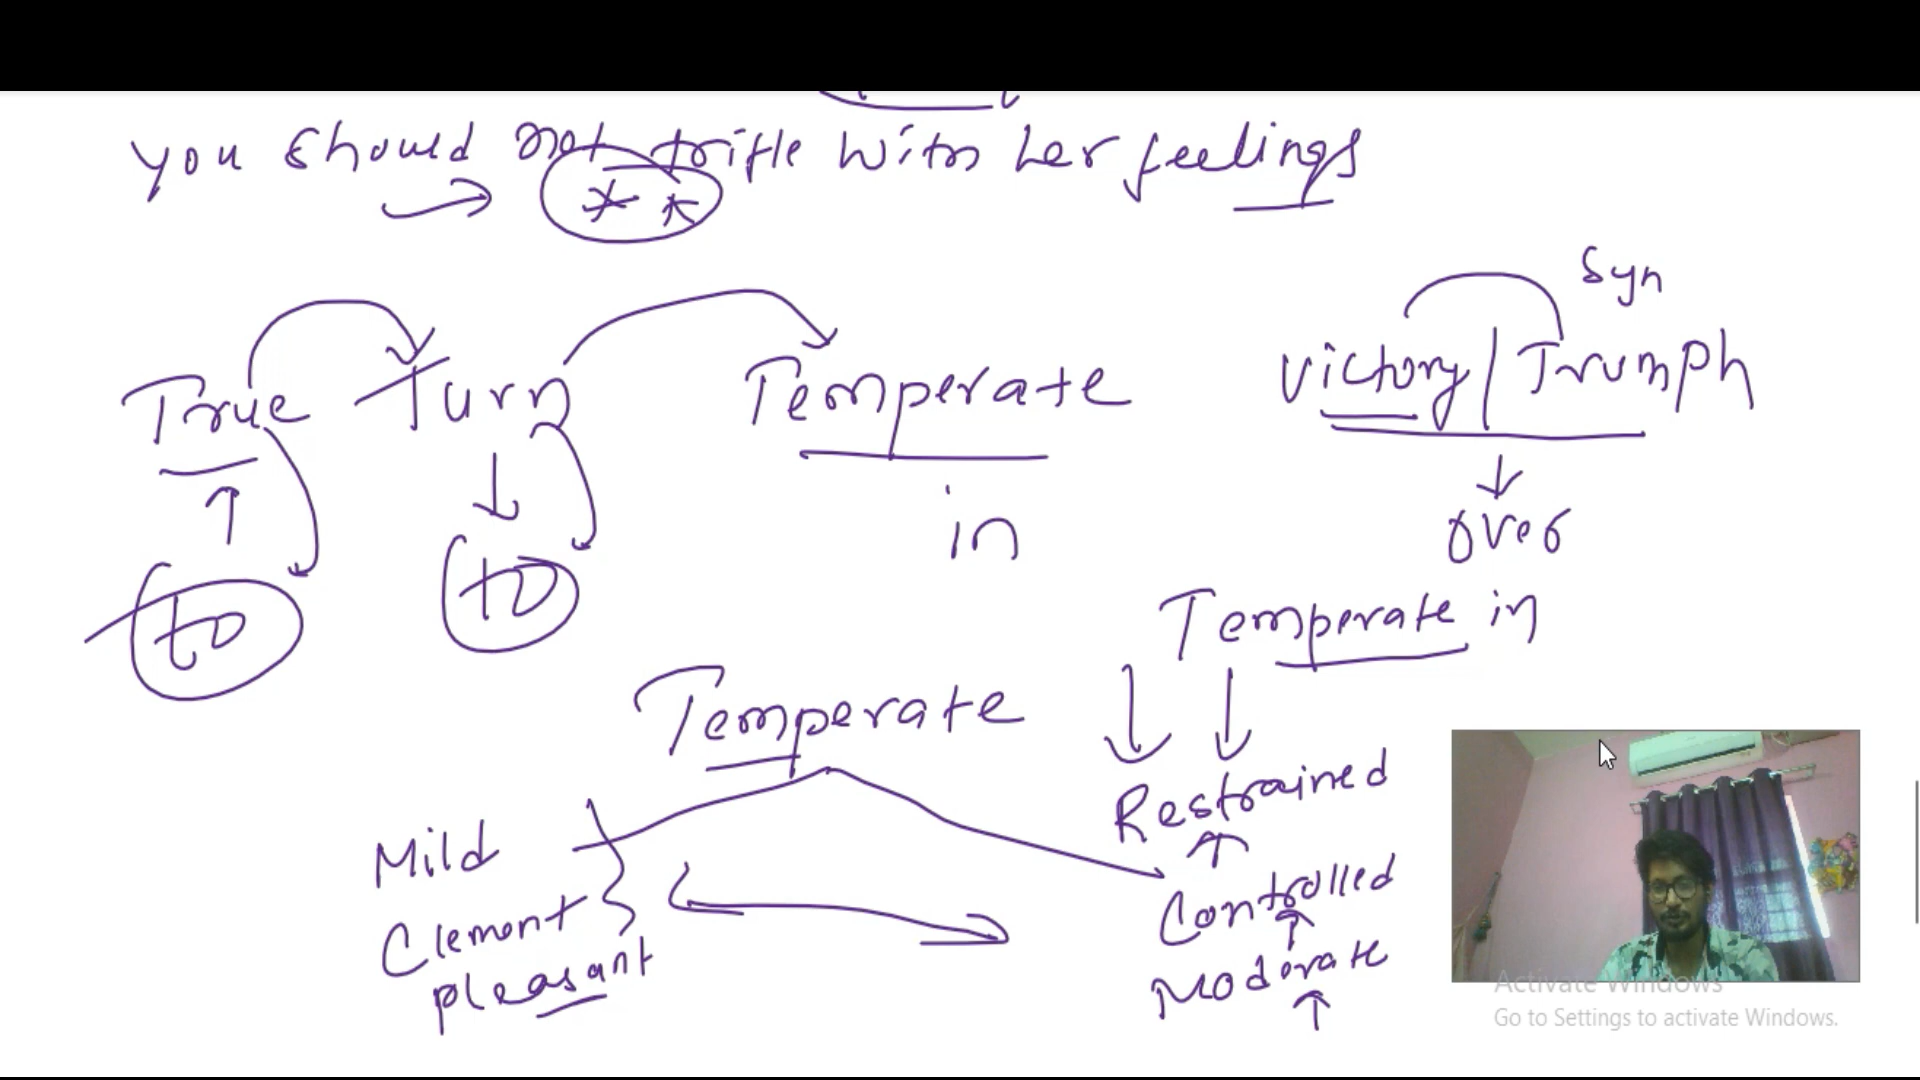 you should not trifle with her feelings
Syn
True Turn Temperate Victory / Trumph
to to in over
Temperate in
Temperate
Restrained
Mild
Controlled
Clement
Moderate
pleasant
Activate Windows
Go to Settings to activate Windows.